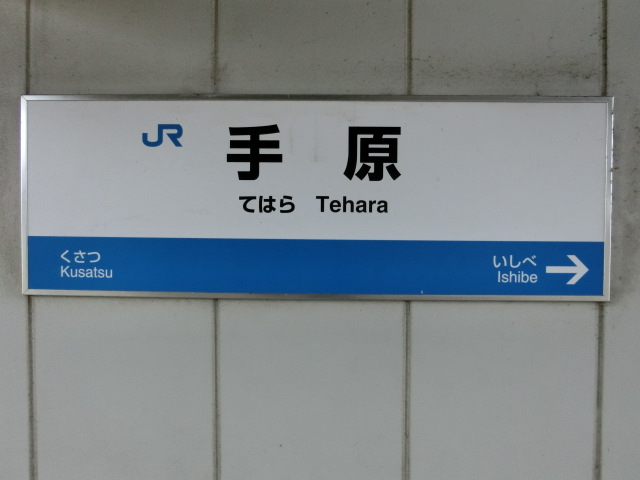 JR
手原
てはら Tehara
くさつ
Kusatsu
いしべ
Ishibe